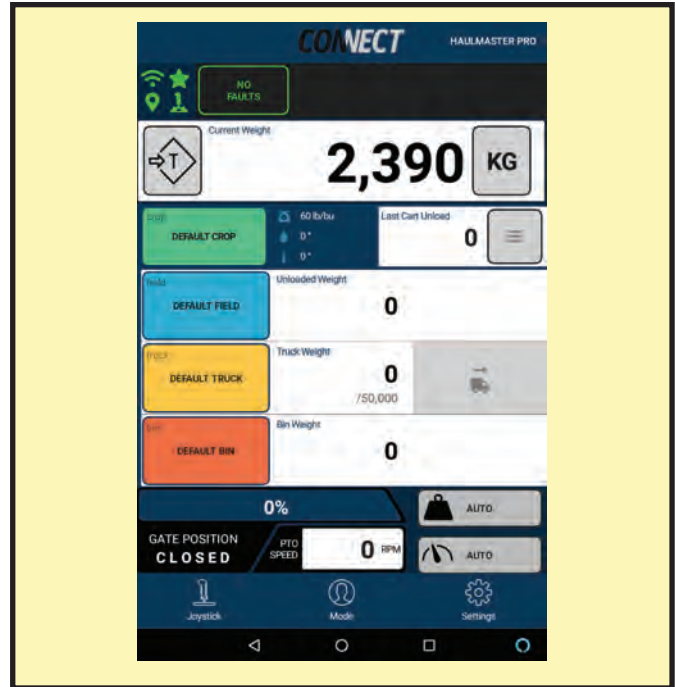 CONNECT HAULMASTER PRO
NO
FAULTS
Current Weight
T 2,390 KG
Crop
DEFAULT CROP
60 lb/bu
0°
0°
Last Cart Unload
0
Field
DEFAULT FIELD
Unloaded Weight
0
Truck
DEFAULT TRUCK
Truck Weight
0
/50,000
Bin
DEFAULT BIN
Bin Weight
0
0% AUTO
GATE POSITION
CLOSED
PTO
SPEED
0 RPM
AUTO
Joystick Mode Settings